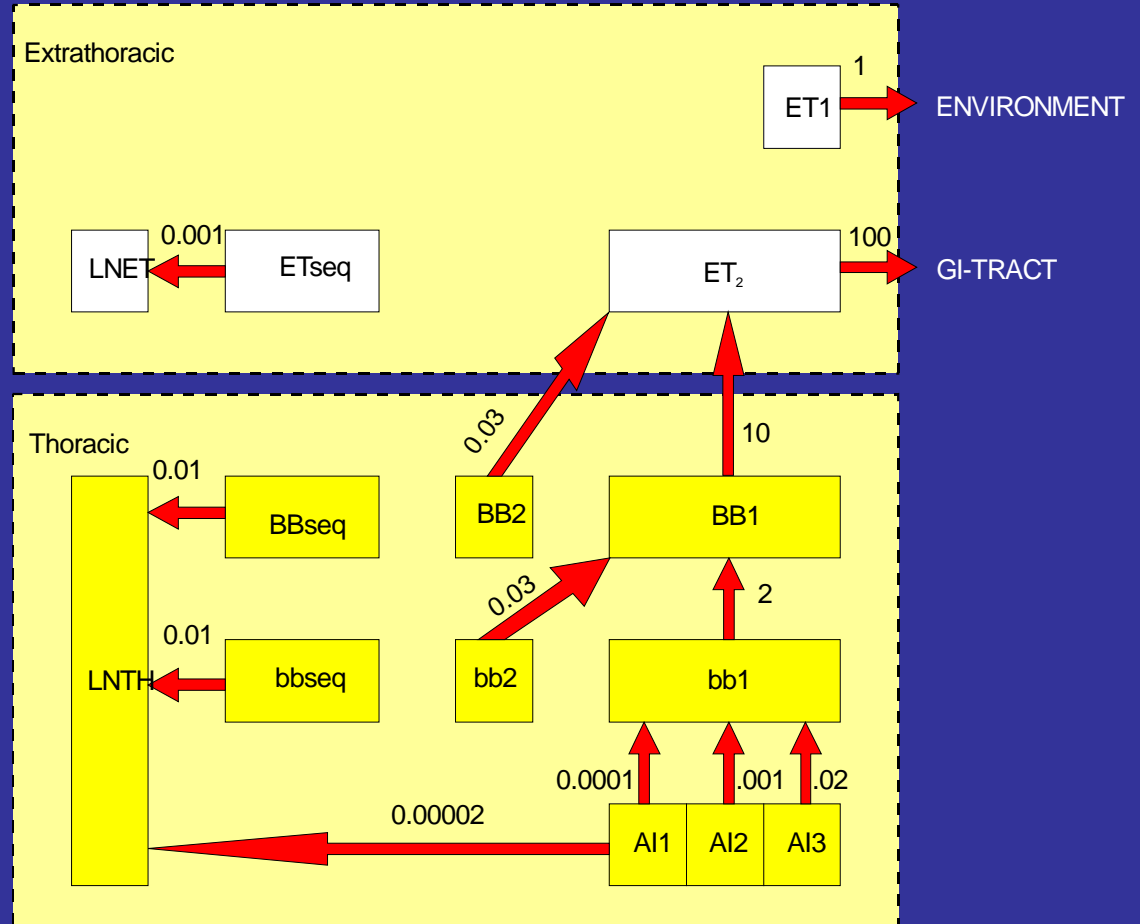 Extrathoracic
1
ET1
ENVIRONMENT
0.001
100
LNET
ETseq
ET₂
GI-TRACT
0.03
10
Thoracic
0.01
BBseq
BB2
BB1
0.03
2
0.01
LNTH
bbseq
bb2
bb1
0.0001
.001
.02
0.00002
AI1
AI2
AI3